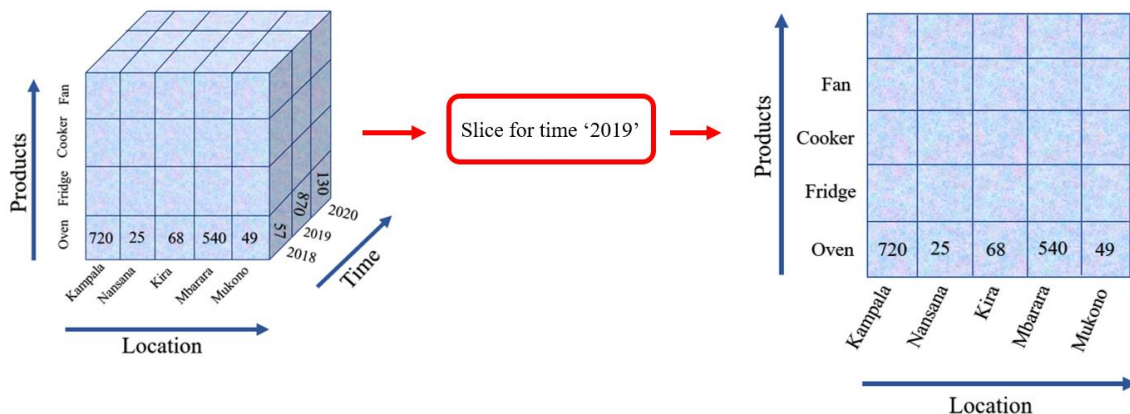 Products
Fan
Cooker
Fridge
Oven
720 25 68 540 49
57 870 130
Kampala
Nansana
Kira
Mbarara
Mukono
2018
2019
2020
Time
Location
Slice for time ‘2019’
Products
Fan
Cooker
Fridge
Oven
720 25 68 540 49
Kampala
Nansana
Kira
Mbarara
Mukono
Location